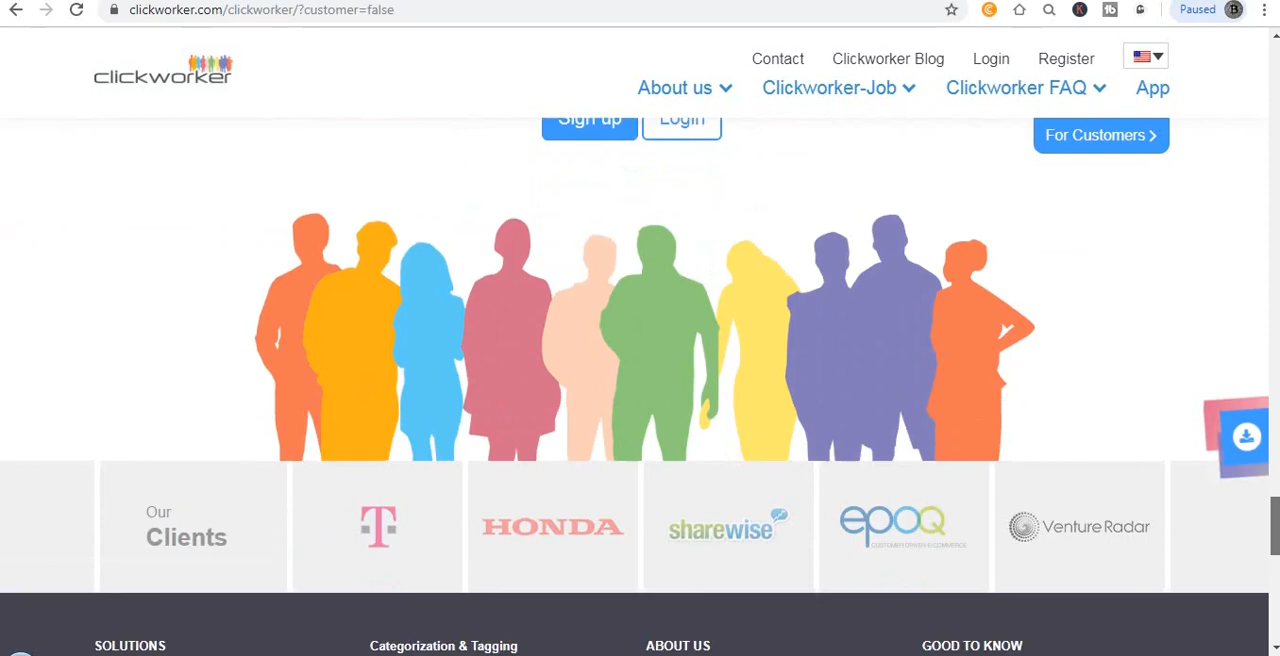 clickworker.com/clickworker/?customer=false
Paused
clickworker
Contact Clickworker Blog Login Register
About us Clickworker-Job Clickworker FAQ App
Sign up Login
For Customers
Our
Clients
T
HONDA
sharewise
epoq
Venture Radar
SOLUTIONS Categorization & Tagging ABOUT US GOOD TO KNOW